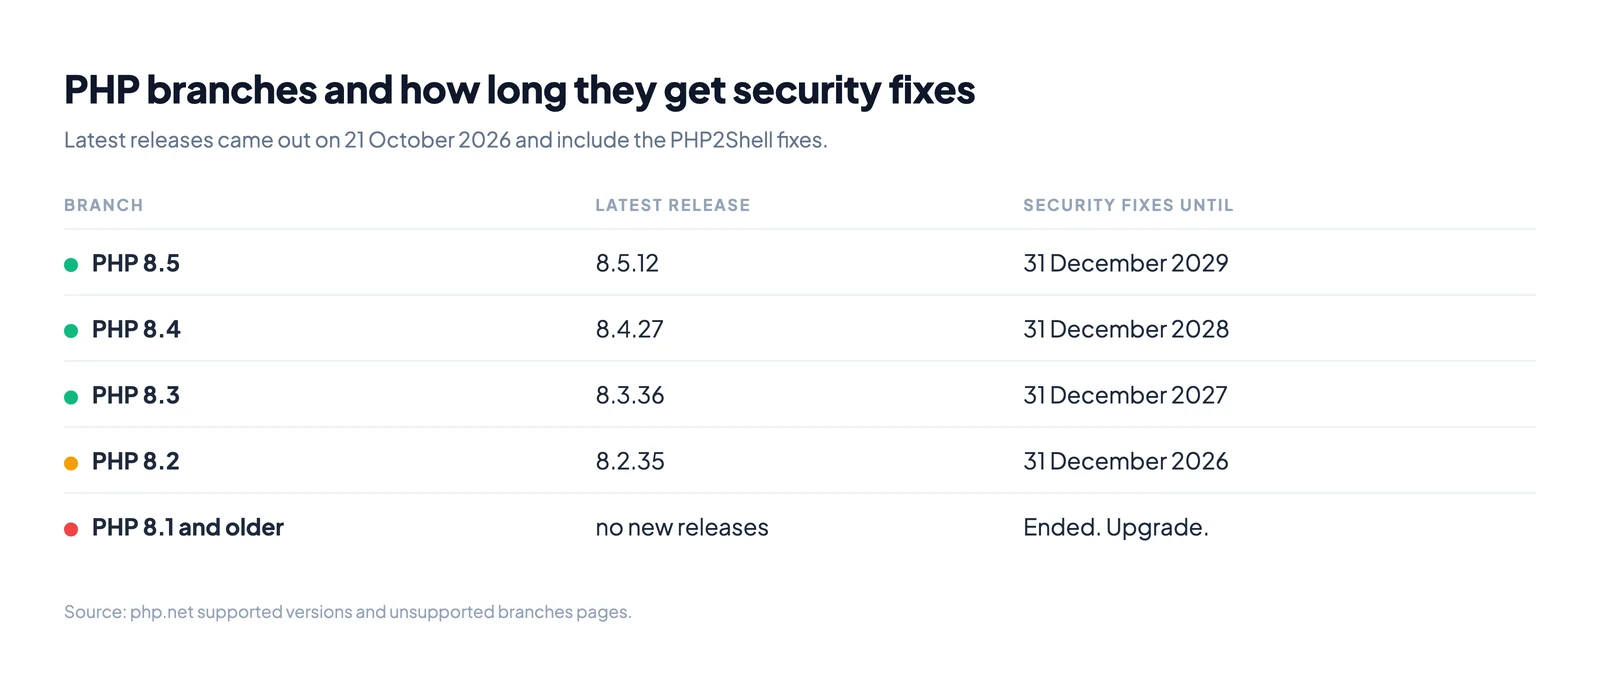 PHP branches and how long they get security fixes
Latest releases came out on 21 October 2026 and include the PHP2Shell fixes.
BRANCH LATEST RELEASE SECURITY FIXES UNTIL
PHP 8.5 8.5.12 31 December 2029
PHP 8.4 8.4.27 31 December 2028
PHP 8.3 8.3.36 31 December 2027
PHP 8.2 8.2.35 31 December 2026
PHP 8.1 and older no new releases Ended. Upgrade.
Source: php.net supported versions and unsupported branches pages.